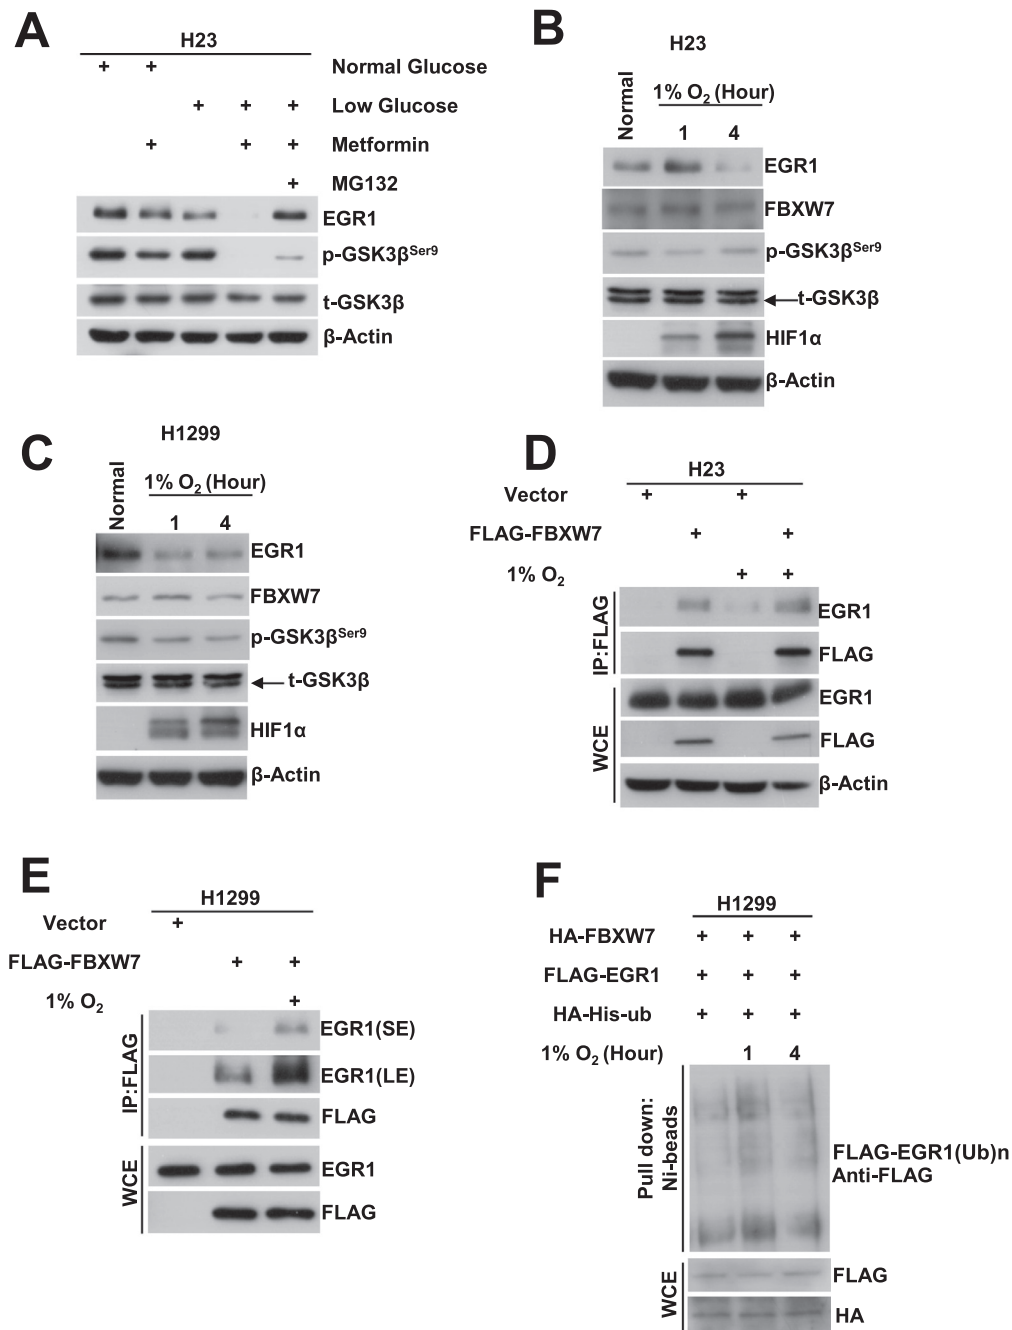 A
H23
+ + Normal Glucose
+ + + Low Glucose
+ + + Metformin
+ MG132
EGR1
p-GSK3β^Ser9
t-GSK3β
β-Actin
B
H23
Normal
1% O₂ (Hour)
1 4
EGR1
FBXW7
p-GSK3β^Ser9
t-GSK3β
HIF1α
β-Actin
C
H1299
Normal
1% O₂ (Hour)
1 4
EGR1
FBXW7
p-GSK3β^Ser9
t-GSK3β
HIF1α
β-Actin
D
H23
Vector + +
FLAG-FBXW7 + +
1% O₂ + +
IP:FLAG
EGR1
FLAG
WCE
EGR1
FLAG
β-Actin
E
H1299
Vector +
FLAG-FBXW7 + +
1% O₂ +
IP:FLAG
EGR1(SE)
EGR1(LE)
FLAG
WCE
EGR1
FLAG
F
H1299
HA-FBXW7 + + +
FLAG-EGR1 + + +
HA-His-ub + + +
1% O₂ (Hour) 1 4
Pull down:
Ni-beads
FLAG-EGR1(Ub)n
Anti-FLAG
WCE
FLAG
HA